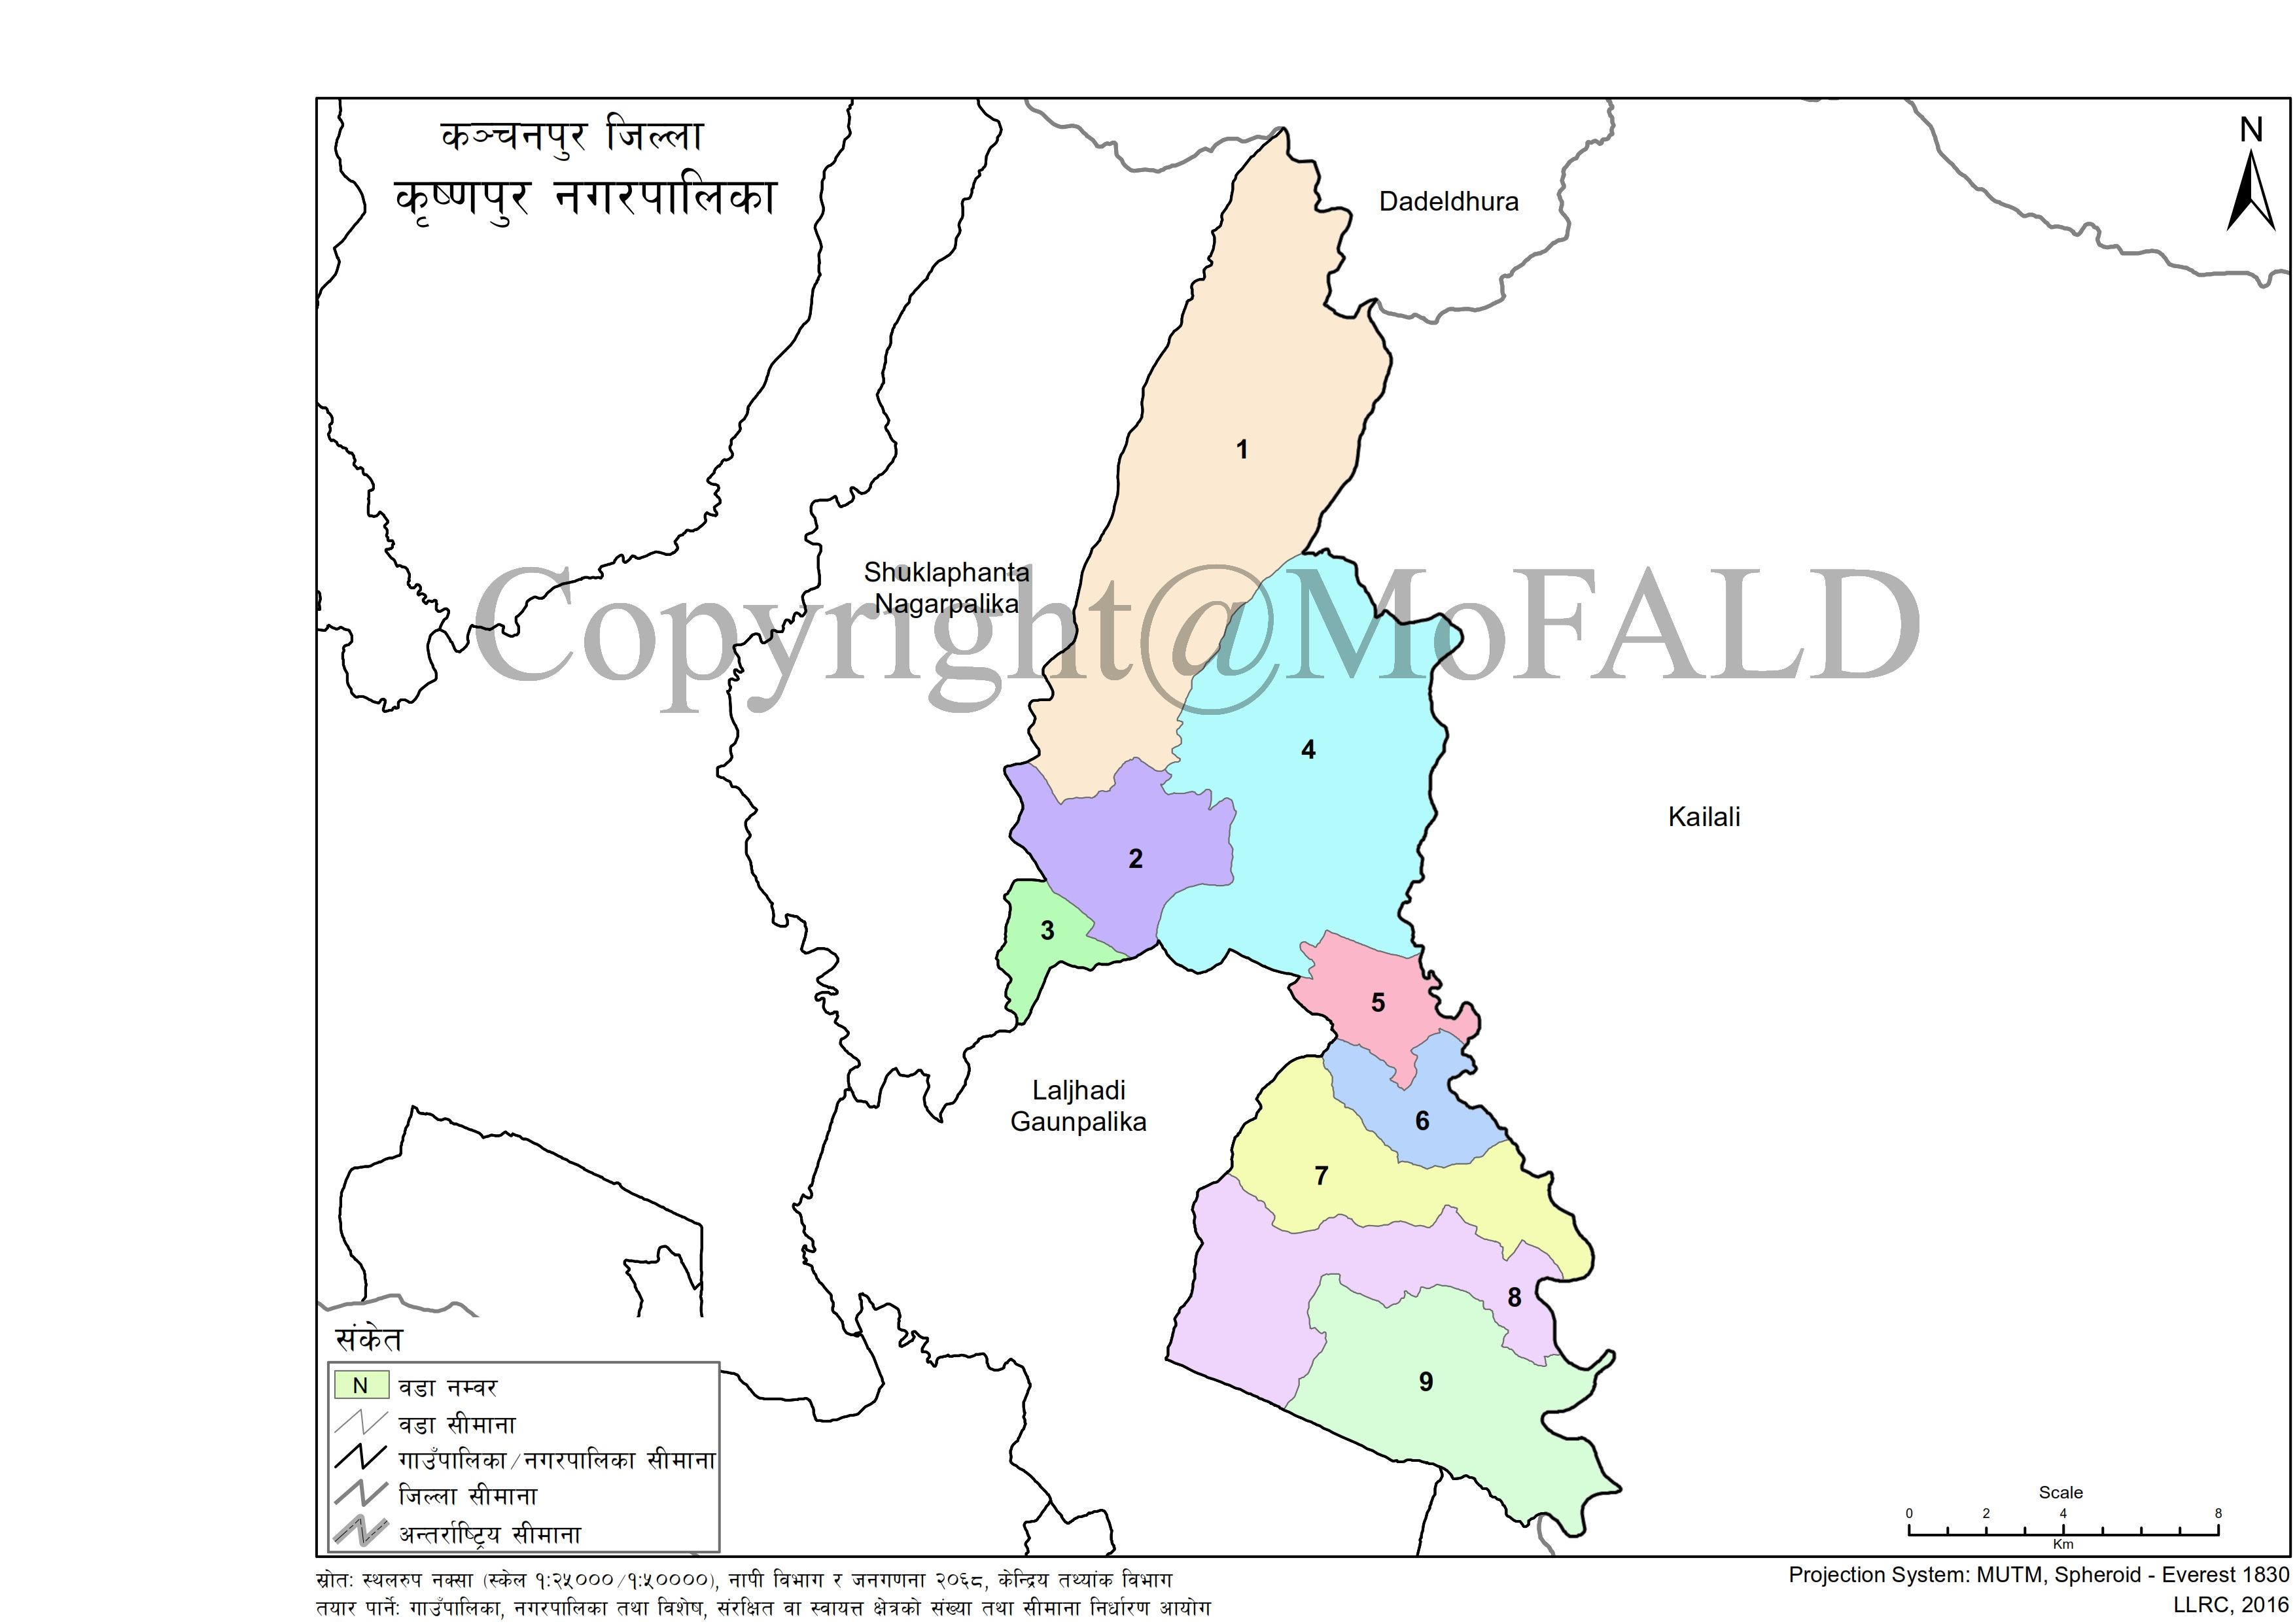 कञ्चनपुर जिल्ला
कृष्णपुर नगरपालिका
N
Dadeldhura
1
Shuklaphanta
Nagarpalika
Copyright@MoFALD
4
Kailali
2
3
5
Laljhadi
Gaunpalika
6
7
8
9
संकेत
N वडा नम्वर
वडा सीमाना
गाउँपालिका/नगरपालिका सीमाना
जिल्ला सीमाना
अन्तर्राष्ट्रिय सीमाना
Scale
0 2 4 8
Km
स्रोतः स्थलरुप नक्सा (स्केल १:२५०००/१:५००००), नापी विभाग र जनगणना २०६८, केन्द्रिय तथ्यांक विभाग
तयार पार्नेः गाउँपालिका, नगरपालिका तथा विशेष, संरक्षित वा स्वायत्त क्षेत्रको संख्या तथा सीमाना निर्धारण आयोग
Projection System: MUTM, Spheroid - Everest 1830
LLRC, 2016